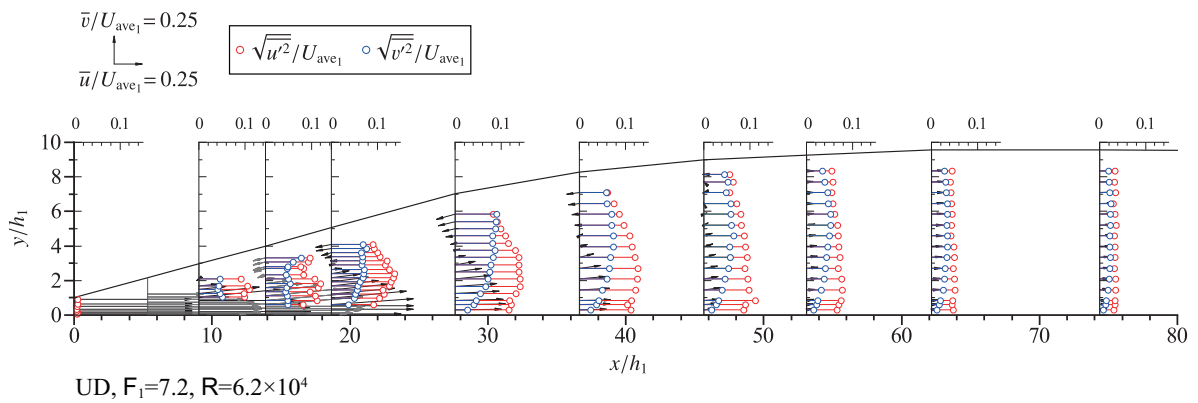 v̅/U_ave₁ = 0.25
u̅/U_ave₁ = 0.25
√u′²/U_ave₁ √v′²/U_ave₁
0 0.1 0 0.1 0 0.1 0 0.1 0 0.1 0 0.1 0 0.1 0 0.1 0 0.1 0 0.1
10
8
6
4
2
0
y/h₁
0 10 20 30 40 50 60 70 80
x/h₁
UD, F₁=7.2, R=6.2×10⁴